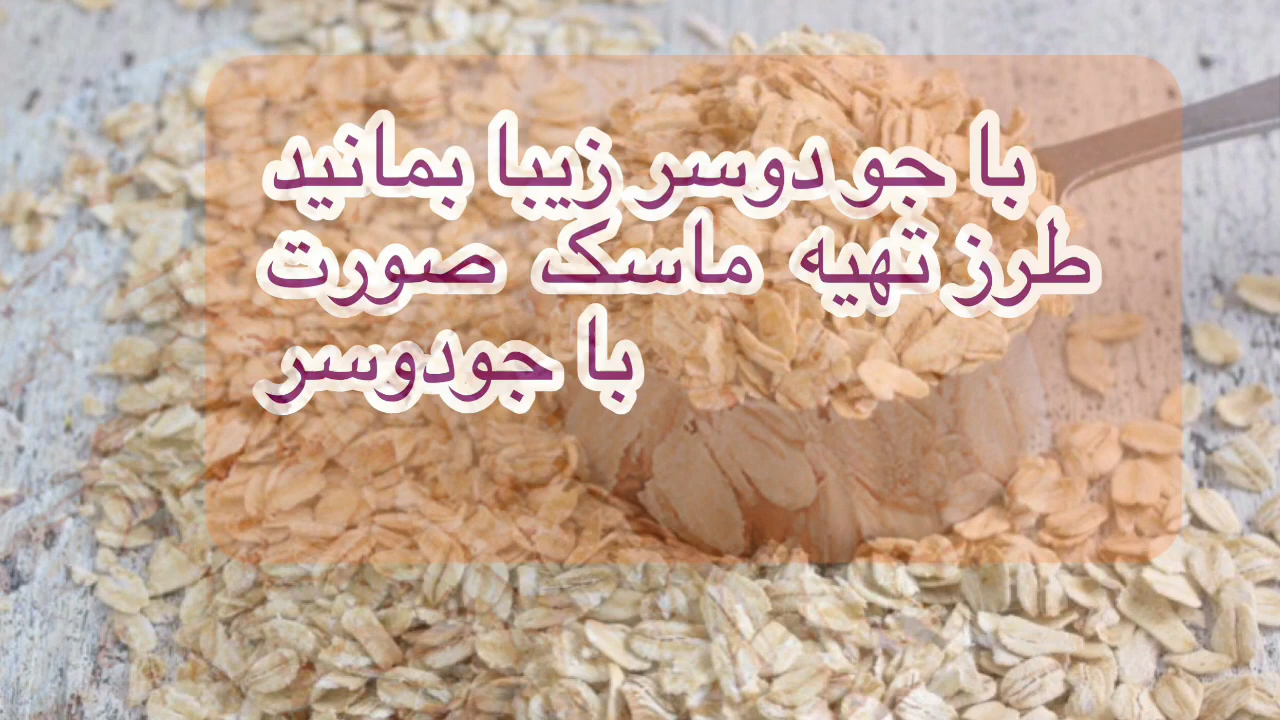 با جو دوسر زیبا بمانید
طرز تهیه ماسک صورت
با جودوسر